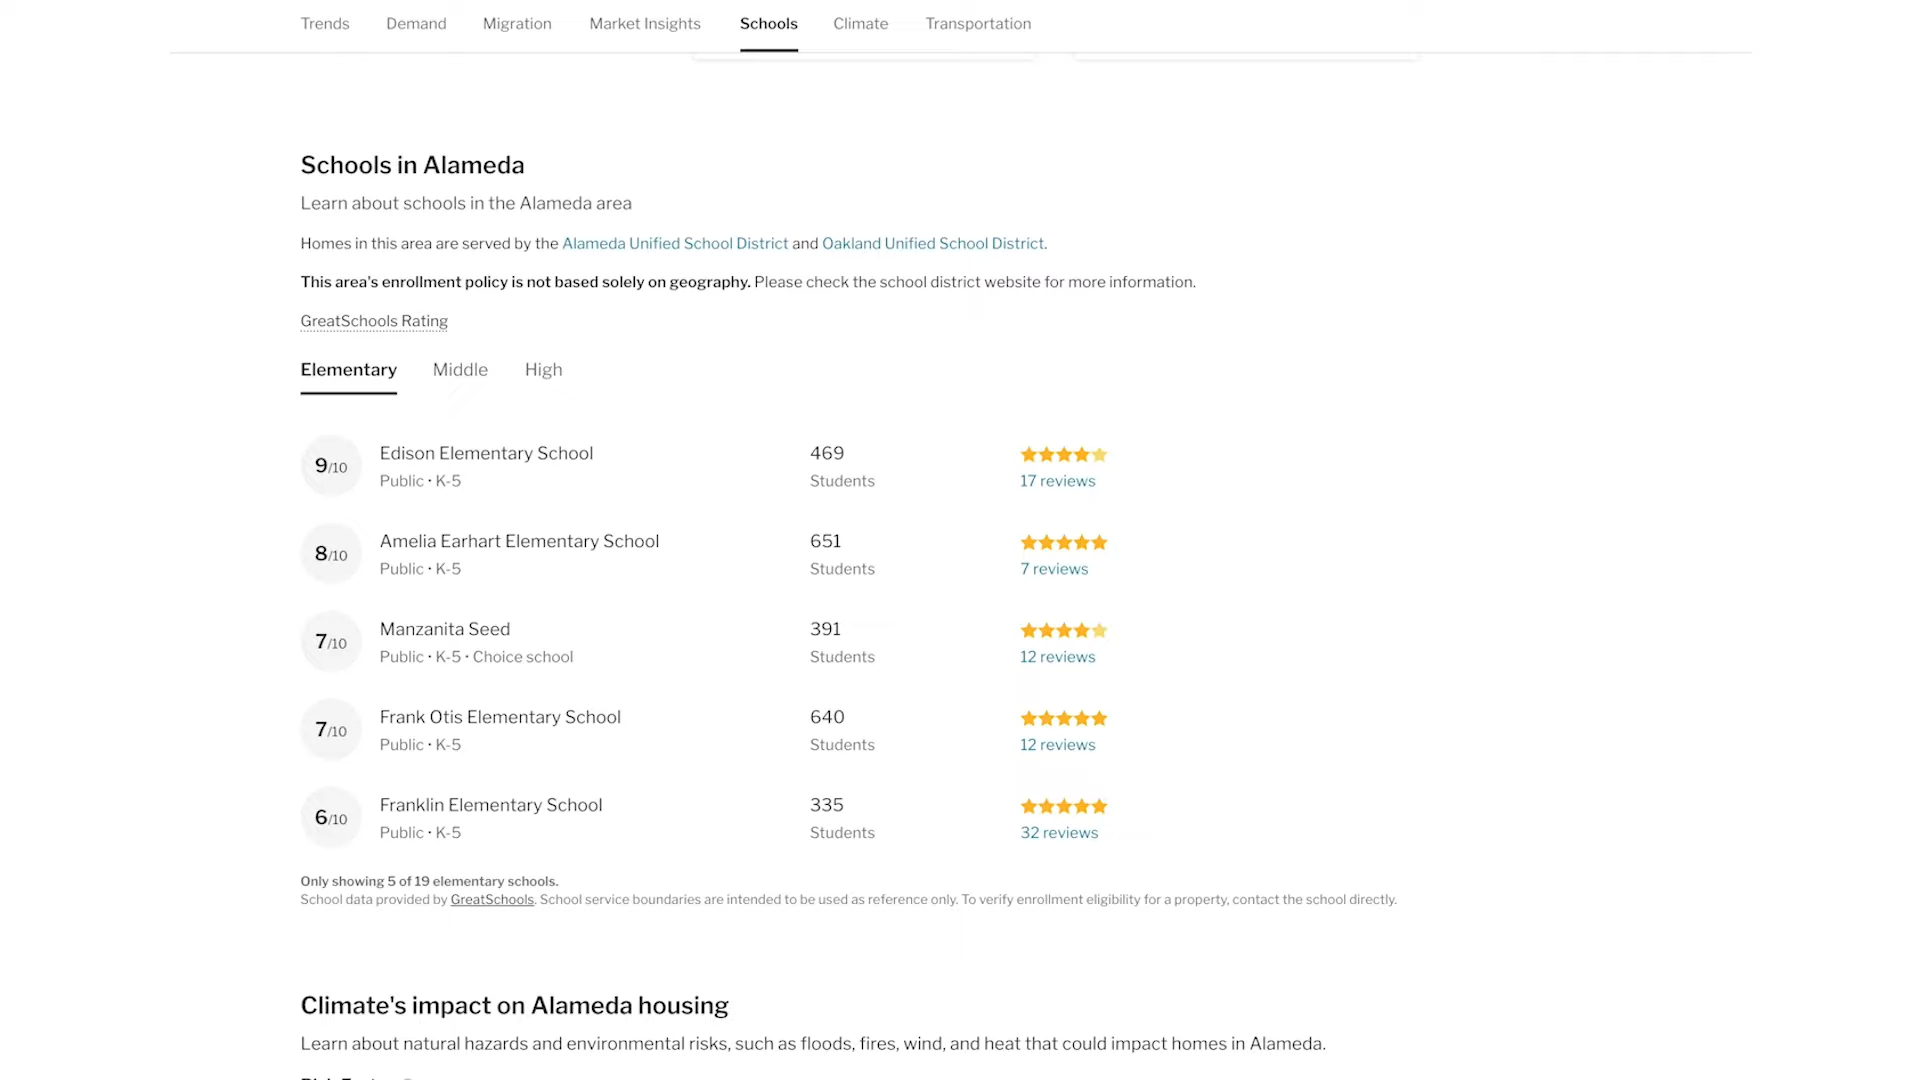 Trends Demand Migration Market Insights Schools Climate Transportation
Schools in Alameda
Learn about schools in the Alameda area
Homes in this area are served by the Alameda Unified School District and Oakland Unified School District.
This area's enrollment policy is not based solely on geography. Please check the school district website for more information.
GreatSchools Rating
Elementary Middle High
9/10 Edison Elementary School 469
Public • K-5 Students 17 reviews
8/10 Amelia Earhart Elementary School 651
Public • K-5 Students 7 reviews
7/10 Manzanita Seed 391
Public • K-5 • Choice school Students 12 reviews
7/10 Frank Otis Elementary School 640
Public • K-5 Students 12 reviews
6/10 Franklin Elementary School 335
Public • K-5 Students 32 reviews
Only showing 5 of 19 elementary schools.
School data provided by GreatSchools. School service boundaries are intended to be used as reference only. To verify enrollment eligibility for a property, contact the school directly.
Climate's impact on Alameda housing
Learn about natural hazards and environmental risks, such as floods, fires, wind, and heat that could impact homes in Alameda.